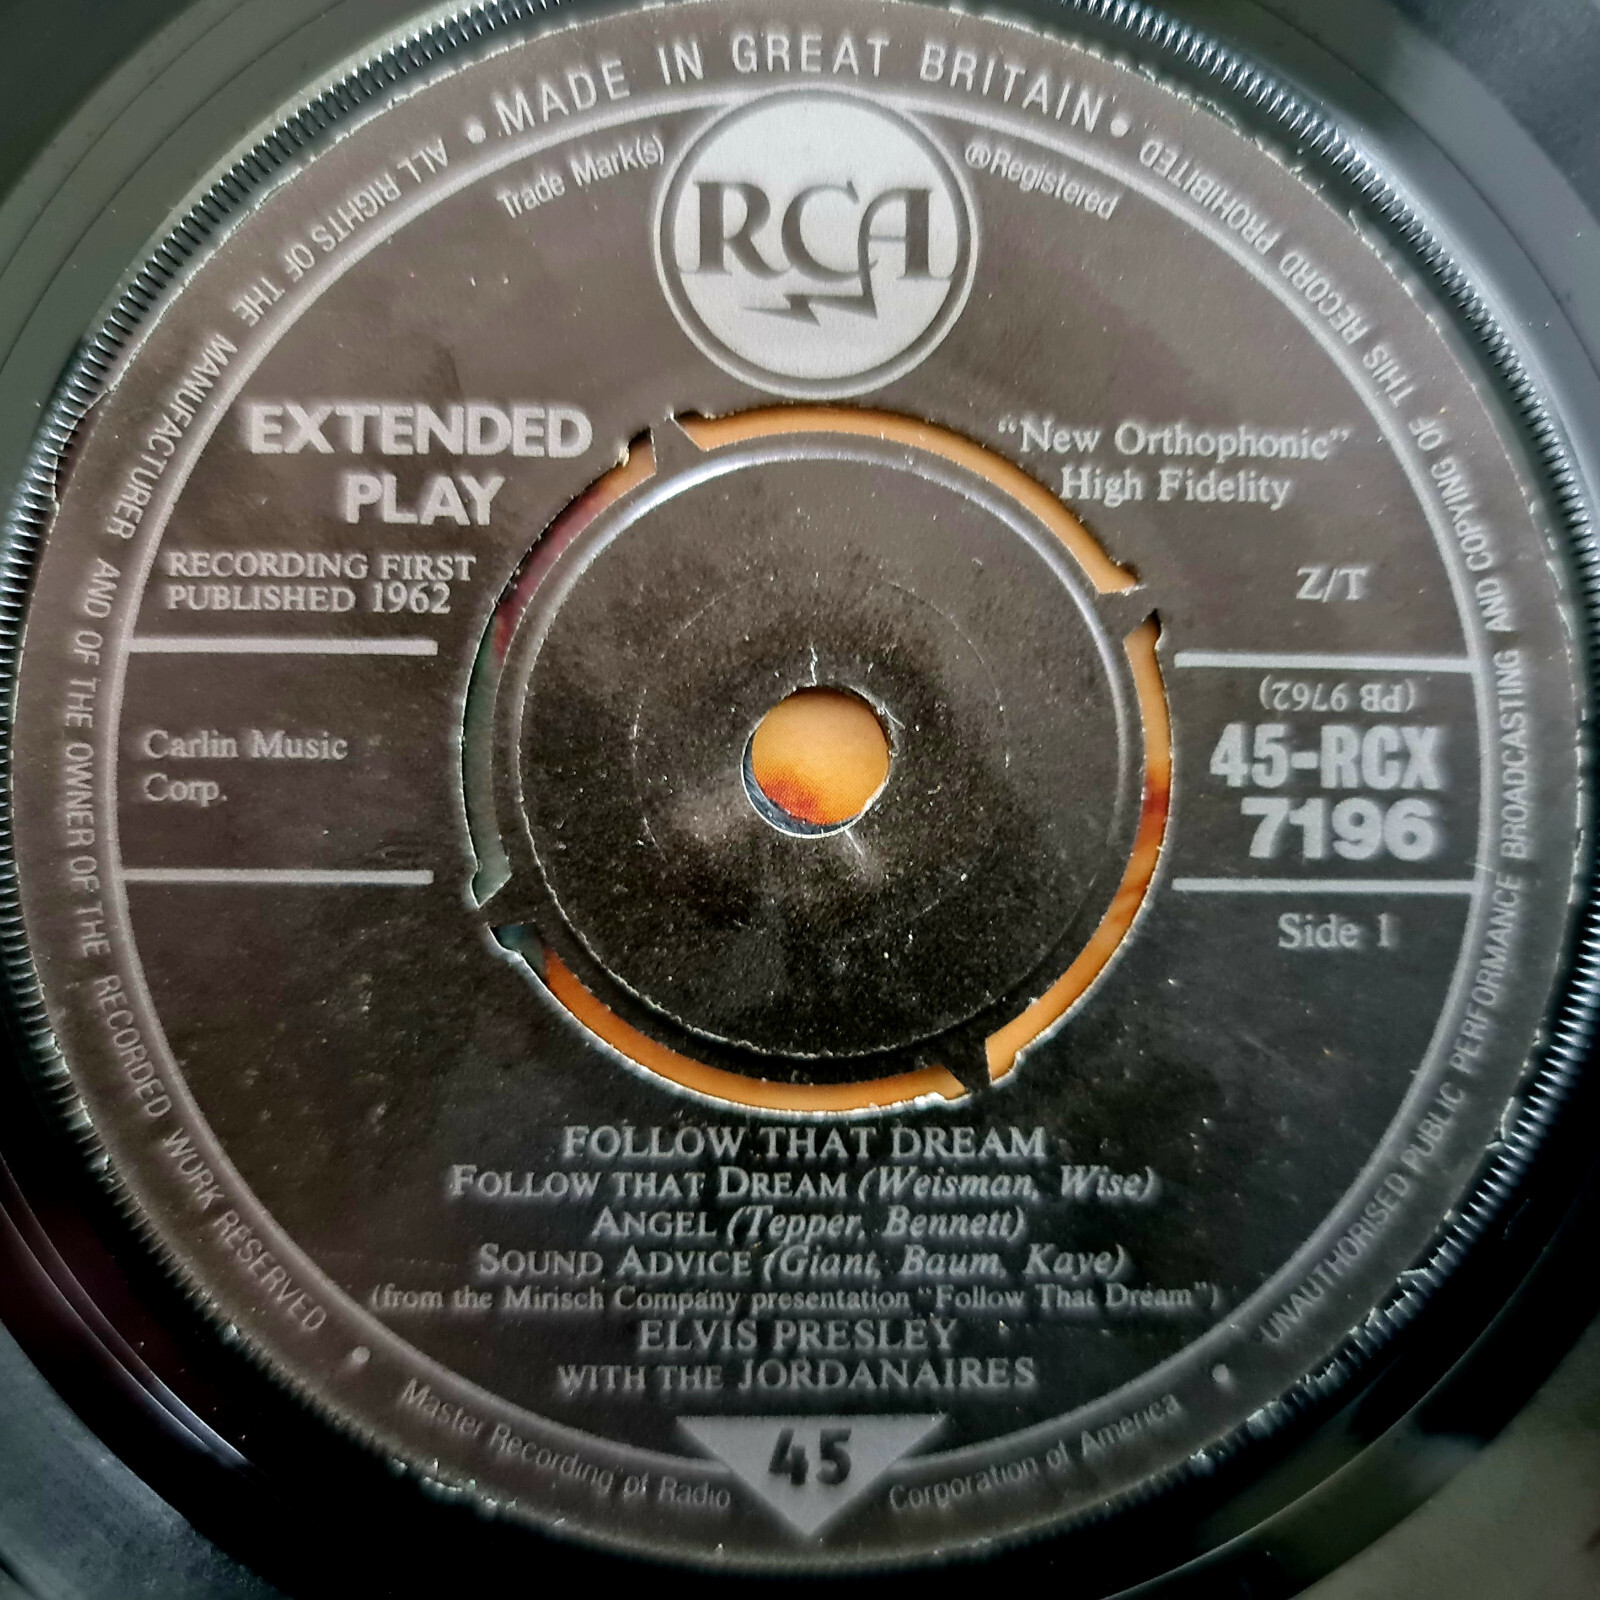 MADE IN GREAT BRITAIN
Trade Mark(s)
RCA
®Registered
EXTENDED
PLAY
"New Orthophonic"
High Fidelity
RECORDING FIRST
PUBLISHED 1962
Z/T
Carlin Music
Corp.
(PB 9762)
45-RCX
7196
Side 1
FOLLOW THAT DREAM
FOLLOW THAT DREAM (Weisman, Wise)
ANGEL (Tepper, Bennett)
SOUND ADVICE (Giant, Baum, Kaye)
(from the Mirisch Company presentation "Follow That Dream")
ELVIS PRESLEY
WITH THE JORDANAIRES
45
Master Recording of Radio Corporation of America
ALL RIGHTS OF THE MANUFACTURER AND OF THE OWNER OF THE RECORDED WORK RESERVED
UNAUTHORISED PUBLIC PERFORMANCE BROADCASTING AND COPYING OF THIS RECORD PROHIBITED